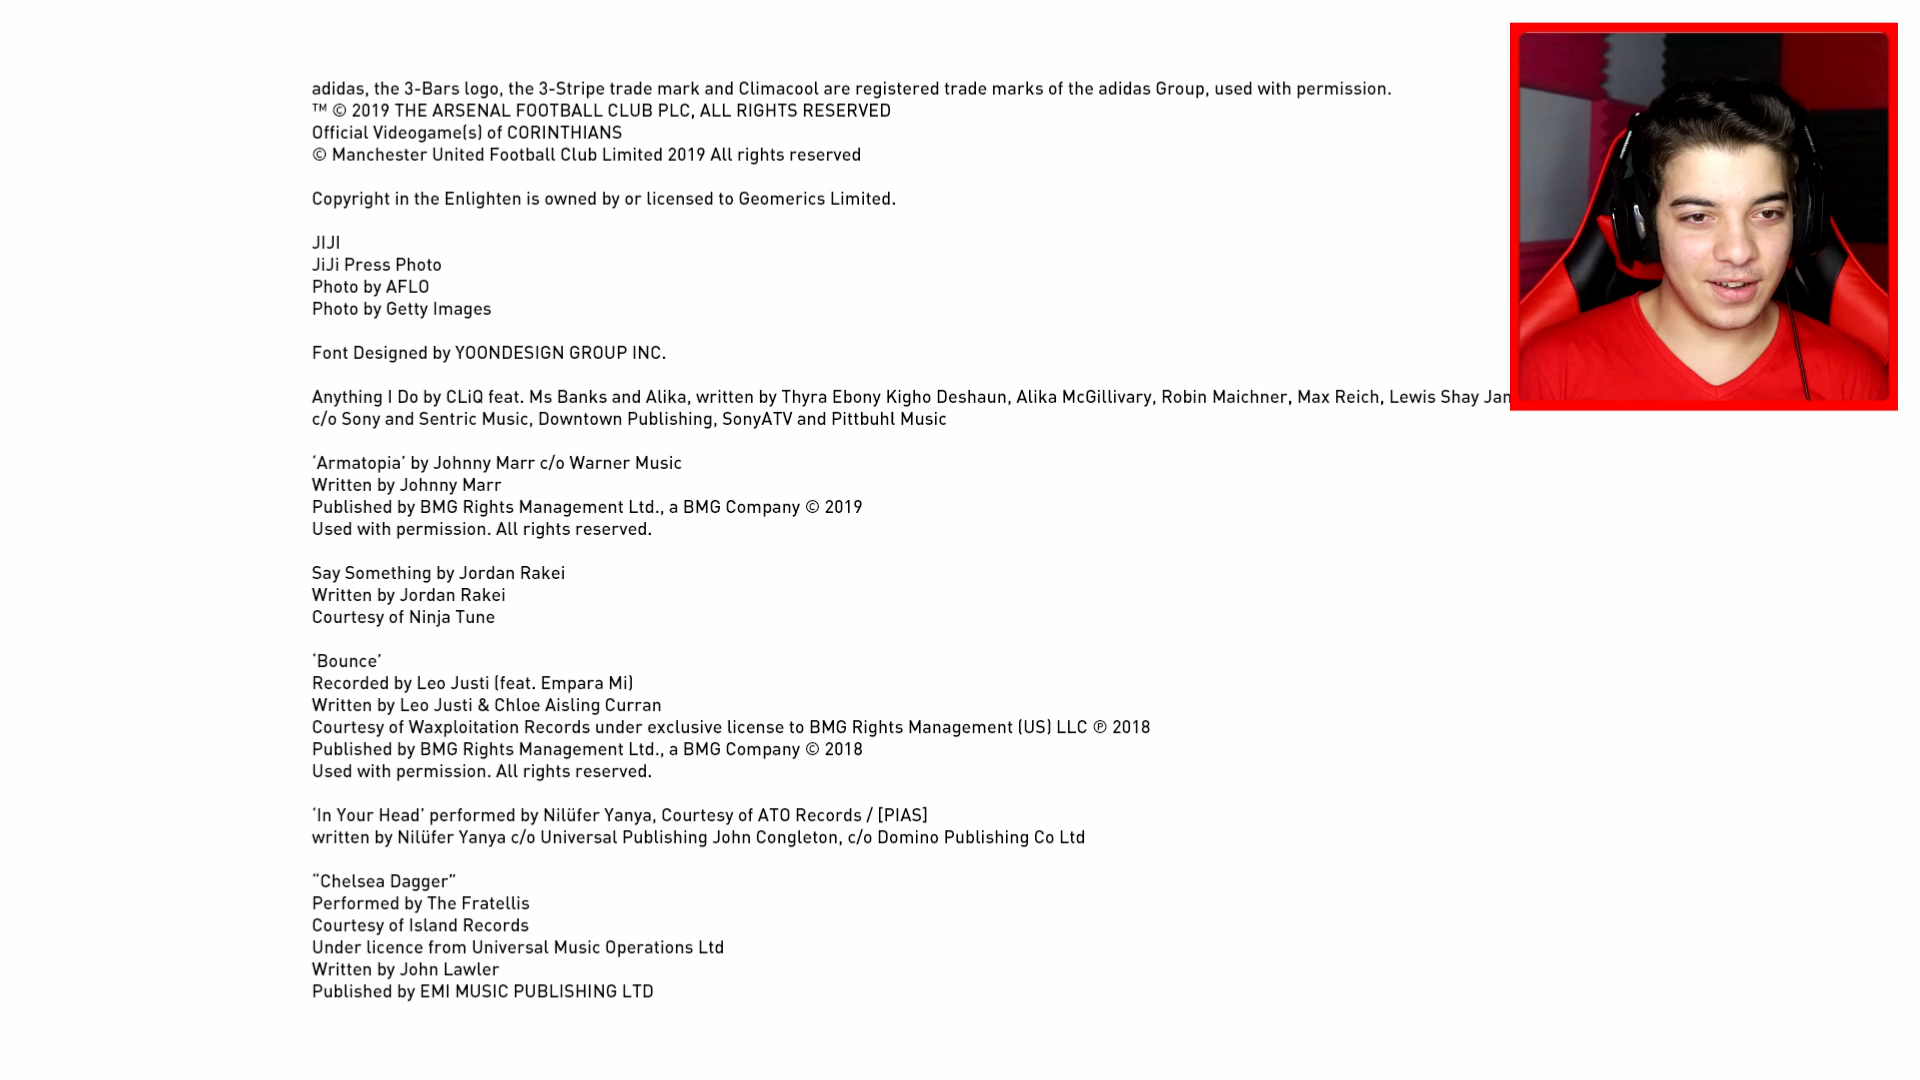 adidas, the 3-Bars logo, the 3-Stripe trade mark and Climacool are registered trade marks of the adidas Group, used with permission.
™ © 2019 THE ARSENAL FOOTBALL CLUB PLC, ALL RIGHTS RESERVED
Official Videogame(s) of CORINTHIANS
© Manchester United Football Club Limited 2019 All rights reserved
Copyright in the Enlighten is owned by or licensed to Geomerics Limited.
JIJI
JiJi Press Photo
Photo by AFLO
Photo by Getty Images
Font Designed by YOONDESIGN GROUP INC.
Anything I Do by CLiQ feat. Ms Banks and Alika, written by Thyra Ebony Kigho Deshaun, Alika McGillivary, Robin Maichner, Max Reich, Lewis Shay
c/o Sony and Sentric Music, Downtown Publishing, SonyATV and Pittbuhl Music
‘Armatopia’ by Johnny Marr c/o Warner Music
Written by Johnny Marr
Published by BMG Rights Management Ltd., a BMG Company © 2019
Used with permission. All rights reserved.
Say Something by Jordan Rakei
Written by Jordan Rakei
Courtesy of Ninja Tune
‘Bounce’
Recorded by Leo Justi (feat. Empara Mi)
Written by Leo Justi & Chloe Aisling Curran
Courtesy of Waxploitation Records under exclusive license to BMG Rights Management (US) LLC ℗ 2018
Published by BMG Rights Management Ltd., a BMG Company © 2018
Used with permission. All rights reserved.
‘In Your Head’ performed by Nilüfer Yanya, Courtesy of ATO Records / [PIAS]
written by Nilüfer Yanya c/o Universal Publishing John Congleton, c/o Domino Publishing Co Ltd
“Chelsea Dagger”
Performed by The Fratellis
Courtesy of Island Records
Under licence from Universal Music Operations Ltd
Written by John Lawler
Published by EMI MUSIC PUBLISHING LTD